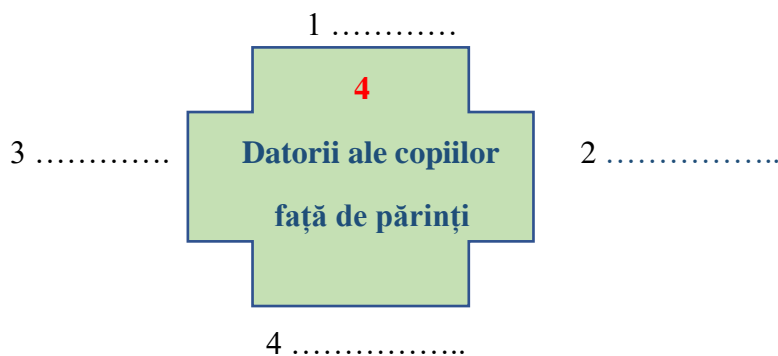 1 …………
4
3 …………. Datorii ale copiilor 2 ……………..
față de părinți
4 ……………..